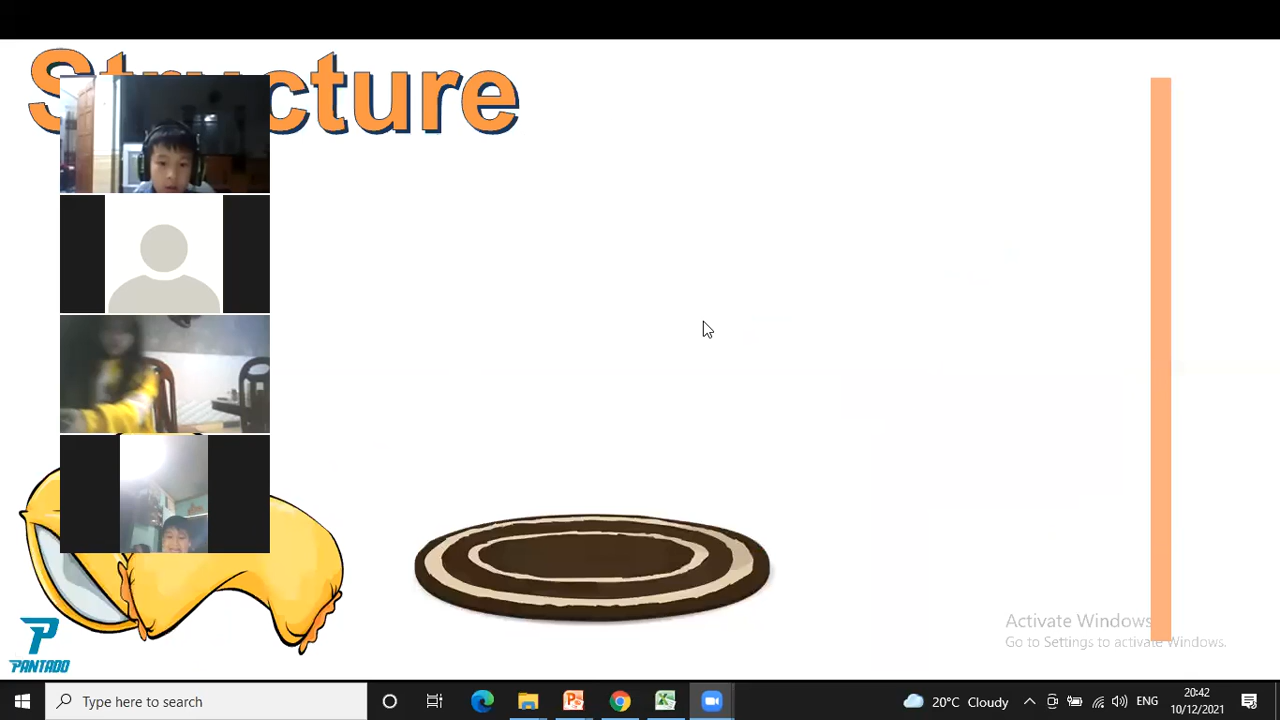 Structure
PANTADO
Activate Windows
Go to Settings to activate Windows.
Type here to search
20°C Cloudy
ENG
20:42
10/12/2021